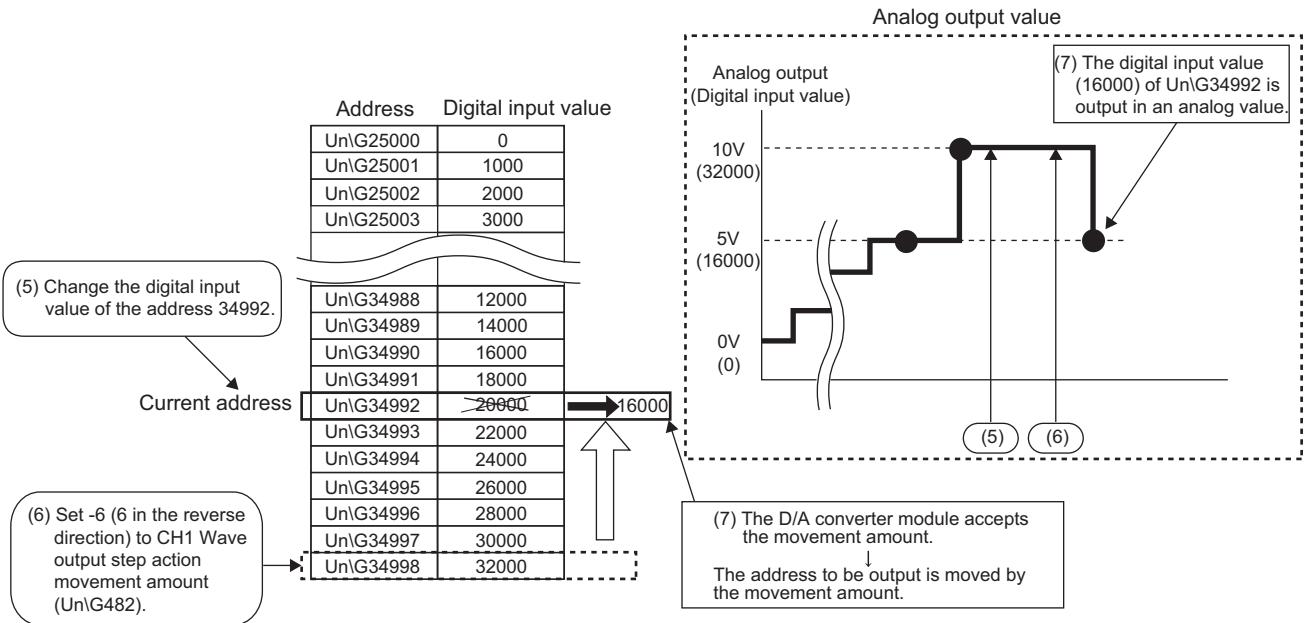 Analog output value
Analog output
(Digital input value)
(7) The digital input value
(16000) of Un\G34992 is
output in an analog value.
10V
(32000)
5V
(16000)
0V
(0)
(5) (6)
Address Digital input value
Un\G25000 0
Un\G25001 1000
Un\G25002 2000
Un\G25003 3000
Un\G34988 12000
Un\G34989 14000
Un\G34990 16000
Un\G34991 18000
Current address Un\G34992 20000 16000
Un\G34993 22000
Un\G34994 24000
Un\G34995 26000
Un\G34996 28000
Un\G34997 30000
Un\G34998 32000
(5) Change the digital input
value of the address 34992.
(6) Set -6 (6 in the reverse
direction) to CH1 Wave
output step action
movement amount
(Un\G482).
(7) The D/A converter module accepts
the movement amount.
↓
The address to be output is moved by
the movement amount.